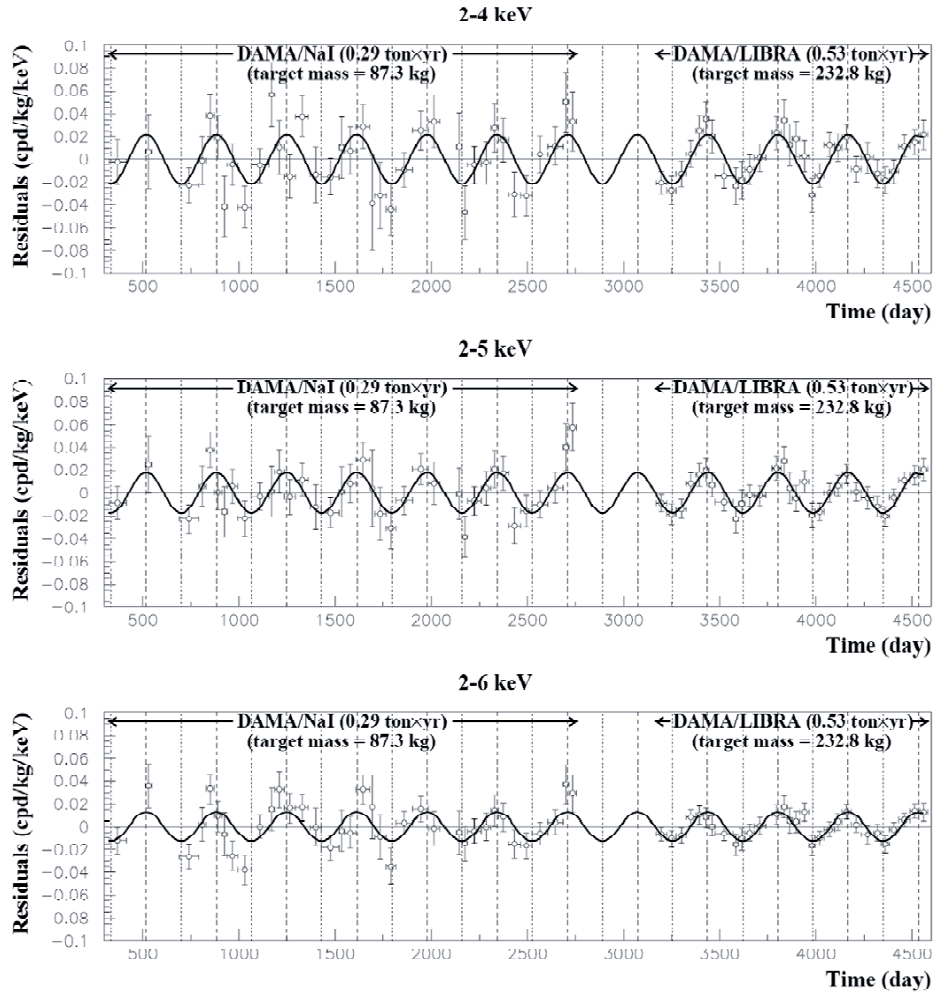 2-4 keV
Residuals (cpd/kg/keV)
DAMA/NaI (0.29 ton×yr)
(target mass = 87.3 kg)
DAMA/LIBRA (0.53 ton×yr)
(target mass = 232.8 kg)
0.1
0.08
0.06
0.04
0.02
0
−0.02
−0.04
−0.06
−0.08
−0.1
500 1000 1500 2000 2500 3000 3500 4000 4500
Time (day)
2-5 keV
Residuals (cpd/kg/keV)
DAMA/NaI (0.29 ton×yr)
(target mass = 87.3 kg)
DAMA/LIBRA (0.53 ton×yr)
(target mass = 232.8 kg)
0.1
0.08
0.06
0.04
0.02
0
−0.02
−0.04
−0.06
−0.08
−0.1
500 1000 1500 2000 2500 3000 3500 4000 4500
Time (day)
2-6 keV
Residuals (cpd/kg/keV)
DAMA/NaI (0.29 ton×yr)
(target mass = 87.3 kg)
DAMA/LIBRA (0.53 ton×yr)
(target mass = 232.8 kg)
0.1
0.08
0.06
0.04
0.02
0
−0.02
−0.04
−0.06
0.08
−0.1
500 1000 1500 2000 2500 3000 3500 4000 4500
Time (day)